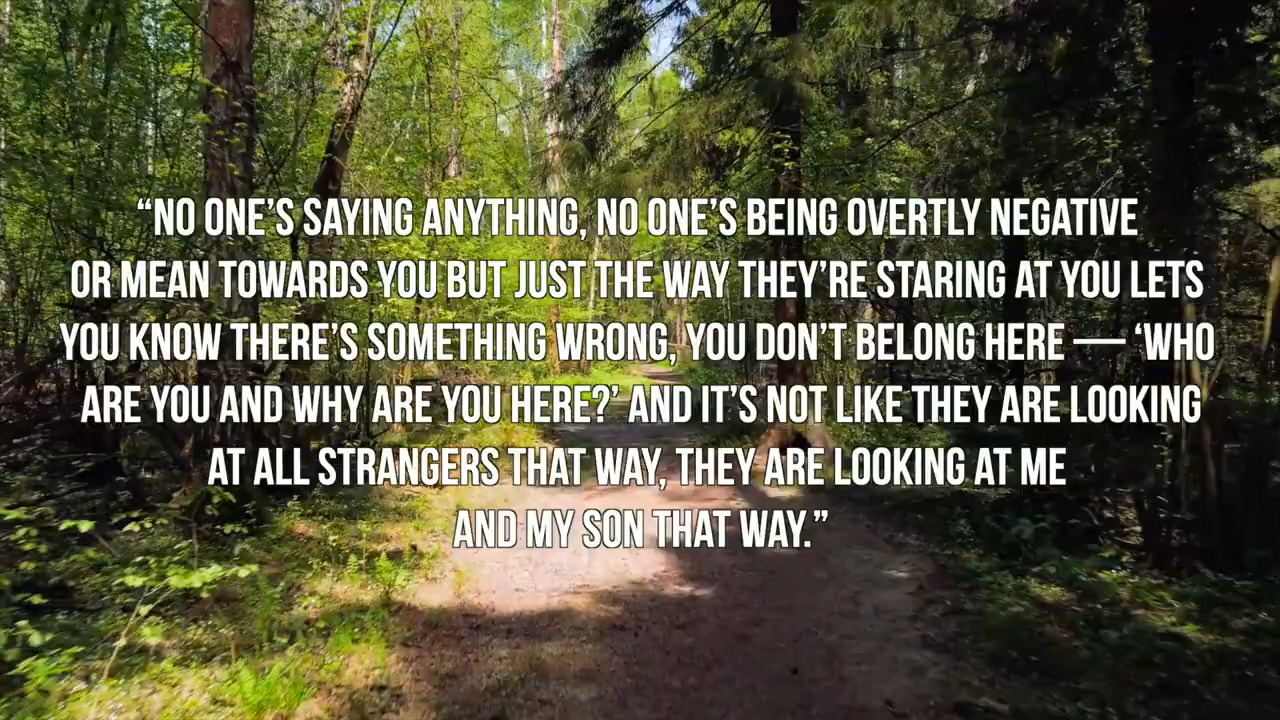 “NO ONE’S SAYING ANYTHING, NO ONE’S BEING OVERTLY NEGATIVE
OR MEAN TOWARDS YOU BUT JUST THE WAY THEY’RE STARING AT YOU LETS
YOU KNOW THERE’S SOMETHING WRONG, YOU DON’T BELONG HERE — ‘WHO
ARE YOU AND WHY ARE YOU HERE?’ AND IT’S NOT LIKE THEY ARE LOOKING
AT ALL STRANGERS THAT WAY, THEY ARE LOOKING AT ME
AND MY SON THAT WAY.”